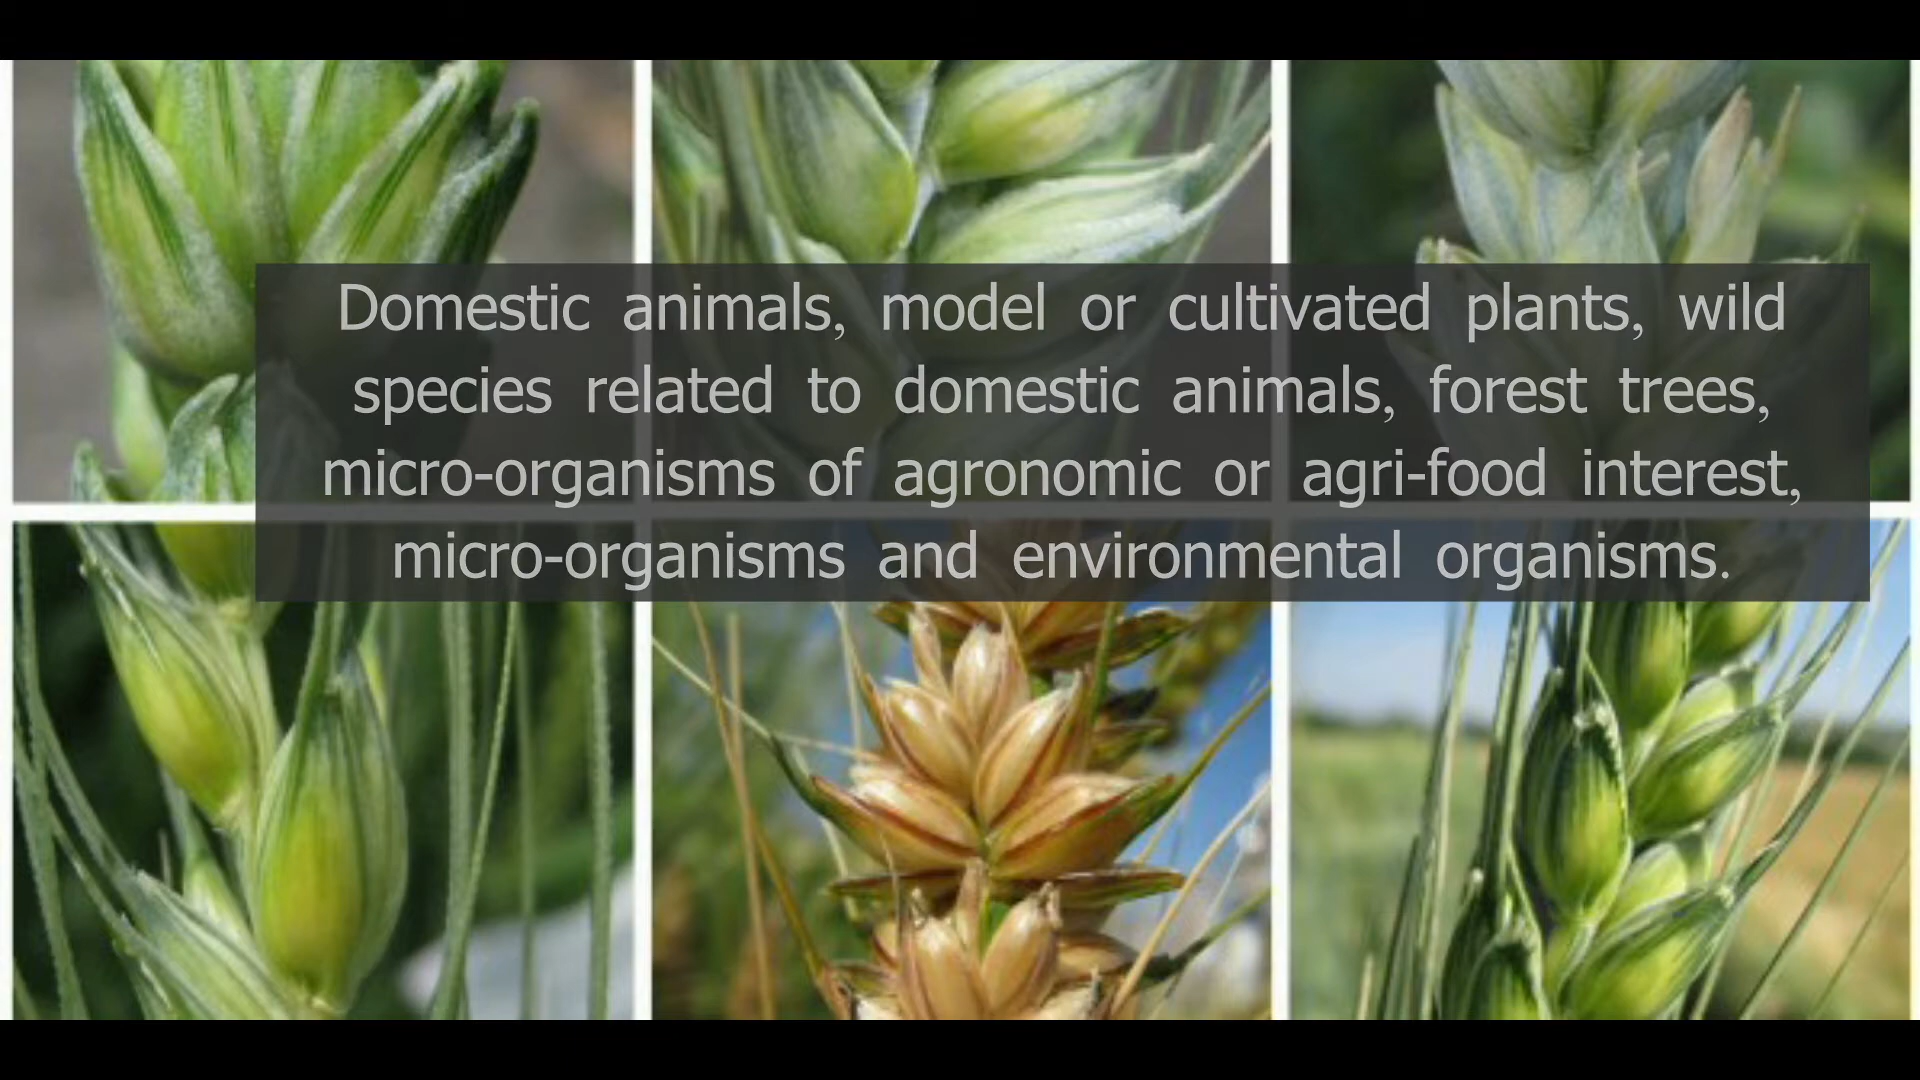 Domestic animals, model or cultivated plants, wild
species related to domestic animals, forest trees,
micro-organisms of agronomic or agri-food interest,
micro-organisms and environmental organisms.